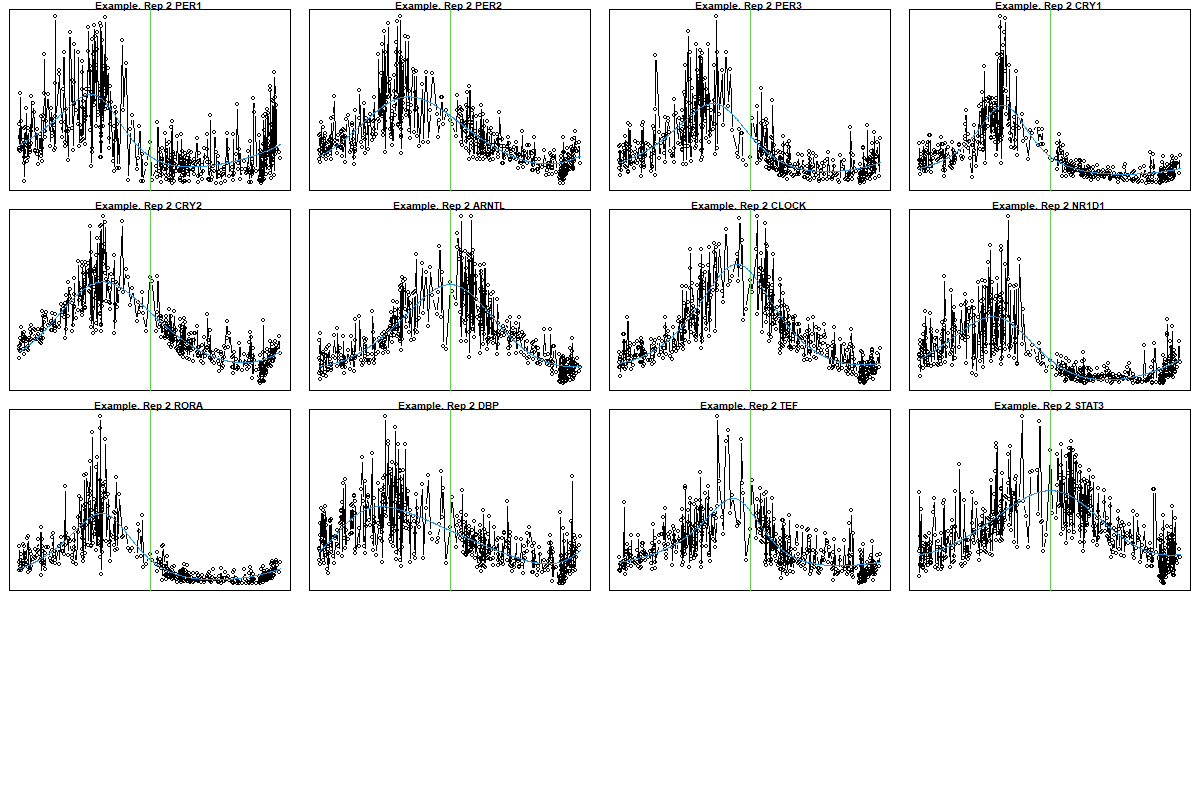 Example, Rep 2 PER1
Example, Rep 2 PER2
Example, Rep 2 PER3
Example, Rep 2 CRY1
Example, Rep 2 CRY2
Example, Rep 2 ARNTL
Example, Rep 2 CLOCK
Example, Rep 2 NR1D1
Example, Rep 2 RORA
Example, Rep 2 DBP
Example, Rep 2 TEF
Example, Rep 2 STAT3